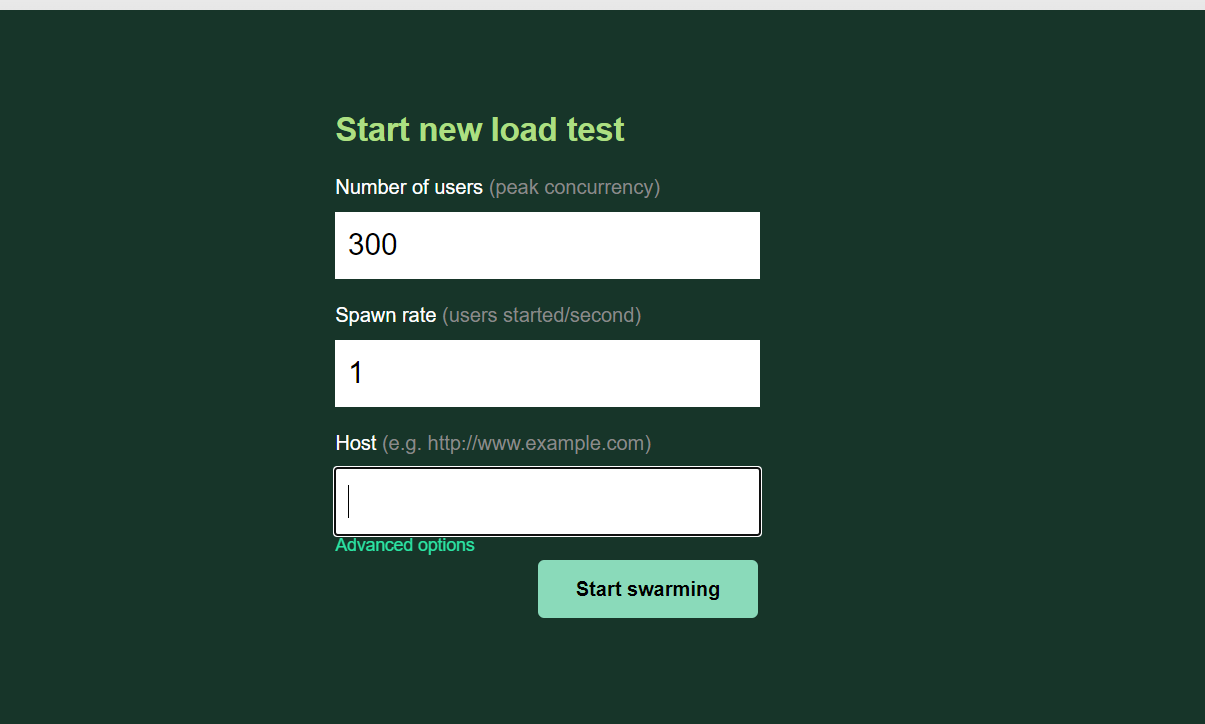 Start new load test
Number of users (peak concurrency)
300
Spawn rate (users started/second)
1
Host (e.g. http://www.example.com)
Advanced options
Start swarming